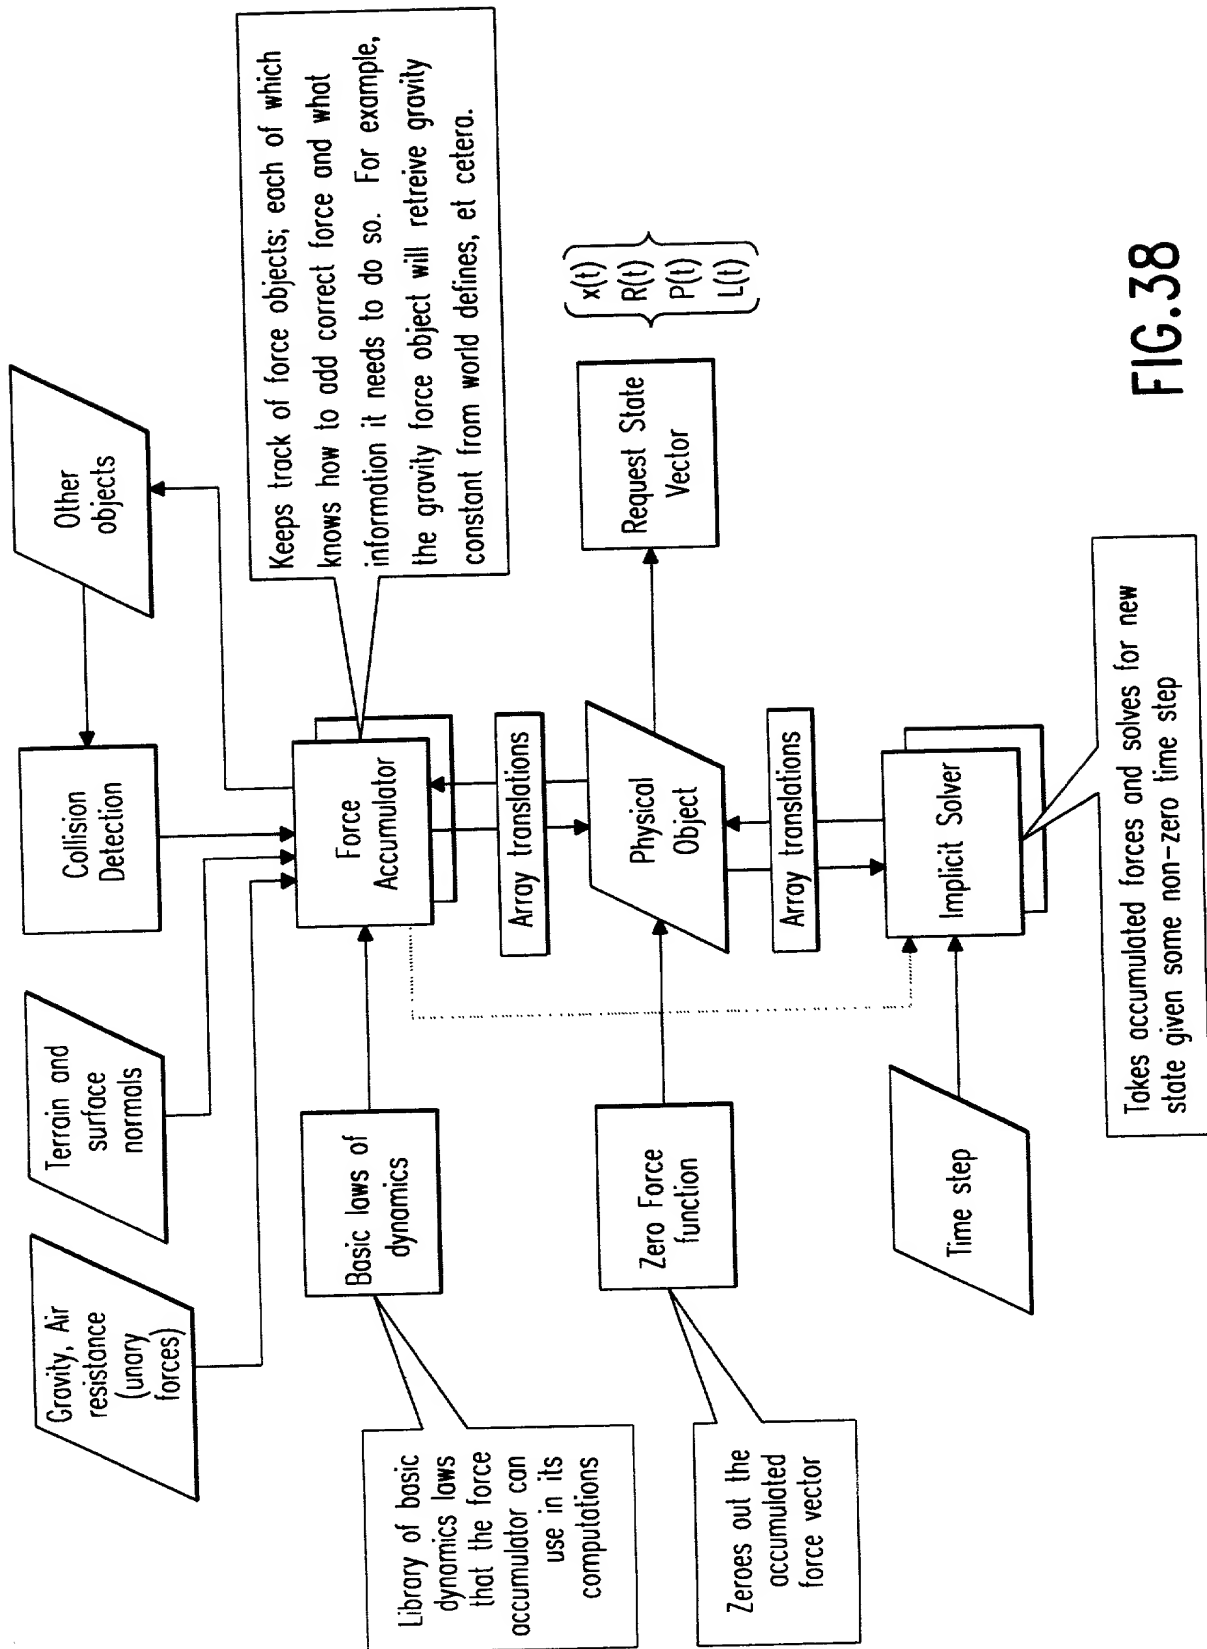 Gravity, Air
resistance
(unary
forces)
Terrain and
surface
normals
Collision
Detection
Other
objects
Library of basic
dynamics laws
that the force
accumulator can
use in its
computations
Basic laws of
dynamics
Force
Accumulator
Keeps track of force objects; each of which
knows how to add correct force and what
information it needs to do so. For example,
the gravity force object will retreive gravity
constant from world defines, et cetera.
Array translations
Zeroes out the
accumulated
force vector
Zero Force
function
Physical
Object
Request State
Vector
x(t)
R(t)
P(t)
L(t)
Array translations
Time step
Implicit Solver
Takes accumulated forces and solves for new
state given some non-zero time step
FIG.38